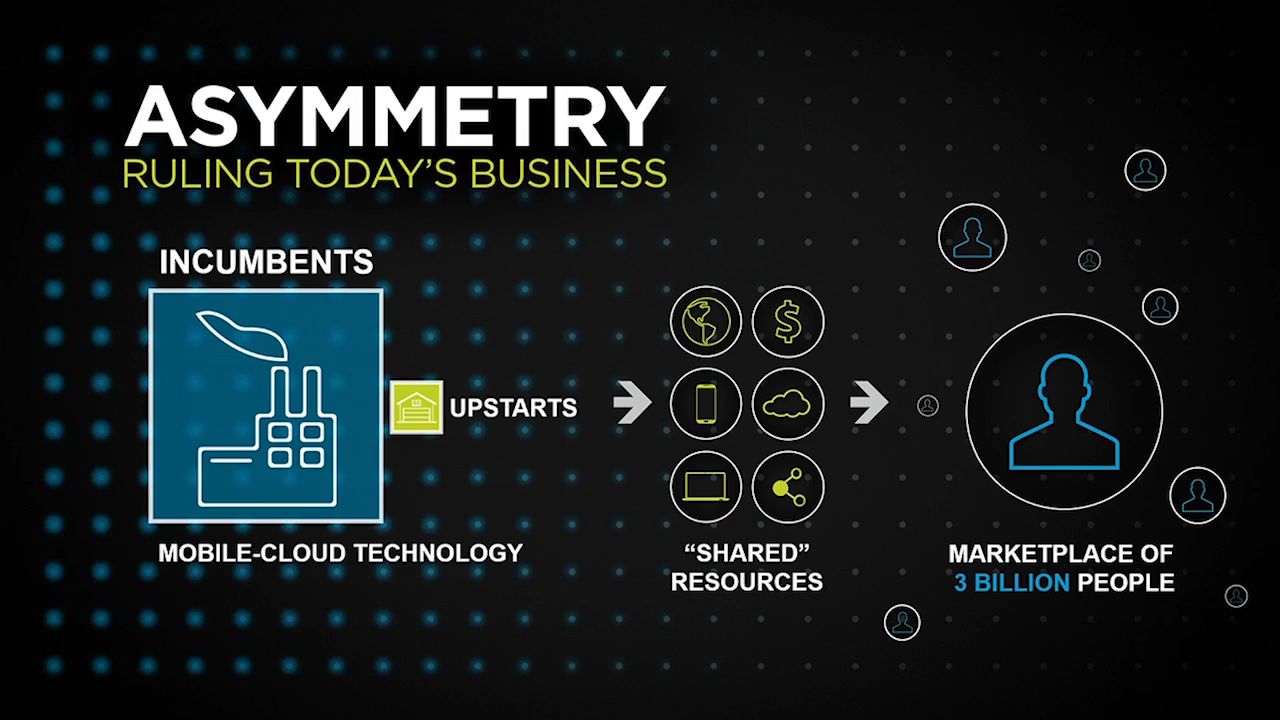 ASYMMETRY
RULING TODAY'S BUSINESS
INCUMBENTS
UPSTARTS
MOBILE-CLOUD TECHNOLOGY
$
“SHARED”
RESOURCES
MARKETPLACE OF
3 BILLION PEOPLE